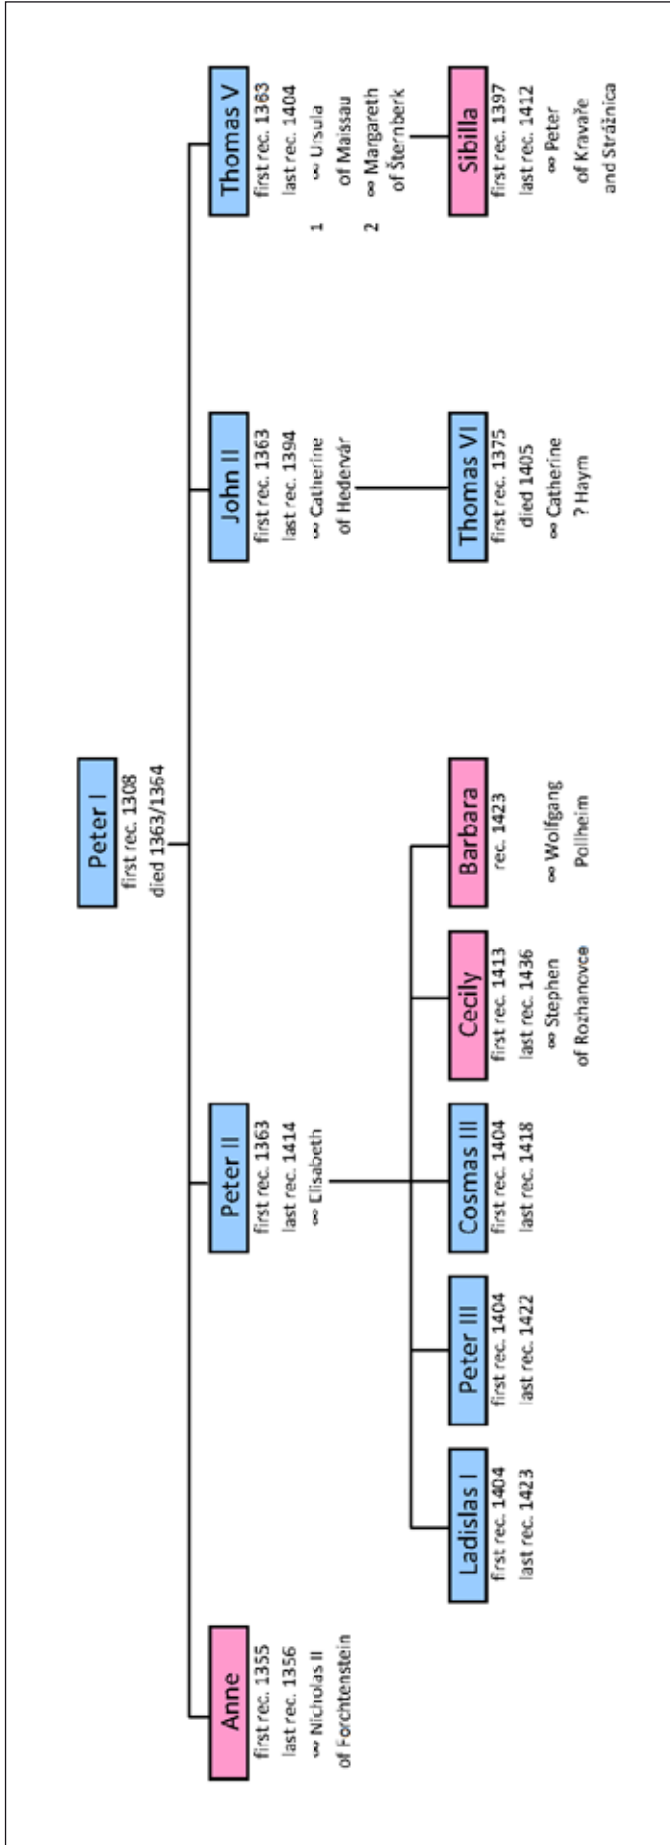 Peter I
first rec. 1308
died 1363/1364
Anne
first rec. 1355
last rec. 1356
∞ Nicholas II
of Forchtenstein
Peter II
first rec. 1363
last rec. 1414
∞ Elisabeth
John II
first rec. 1363
last rec. 1394
∞ Catherine
of Hedervár
Thomas V
first rec. 1363
last rec. 1404
1 ∞ Ursula
of Maissau
2 ∞ Margareth
of Šternberk
Ladislas I
first rec. 1404
last rec. 1423
Peter III
first rec. 1404
last rec. 1422
Cosmas III
first rec. 1404
last rec. 1418
Cecily
first rec. 1413
last rec. 1436
∞ Stephen
of Rozhanovce
Barbara
rec. 1423
∞ Wolfgang
Pollheim
Thomas VI
first rec. 1375
died 1405
∞ Catherine
? Haym
Sibilla
first rec. 1397
last rec. 1412
∞ Peter
of Kravaře
and Strážnica